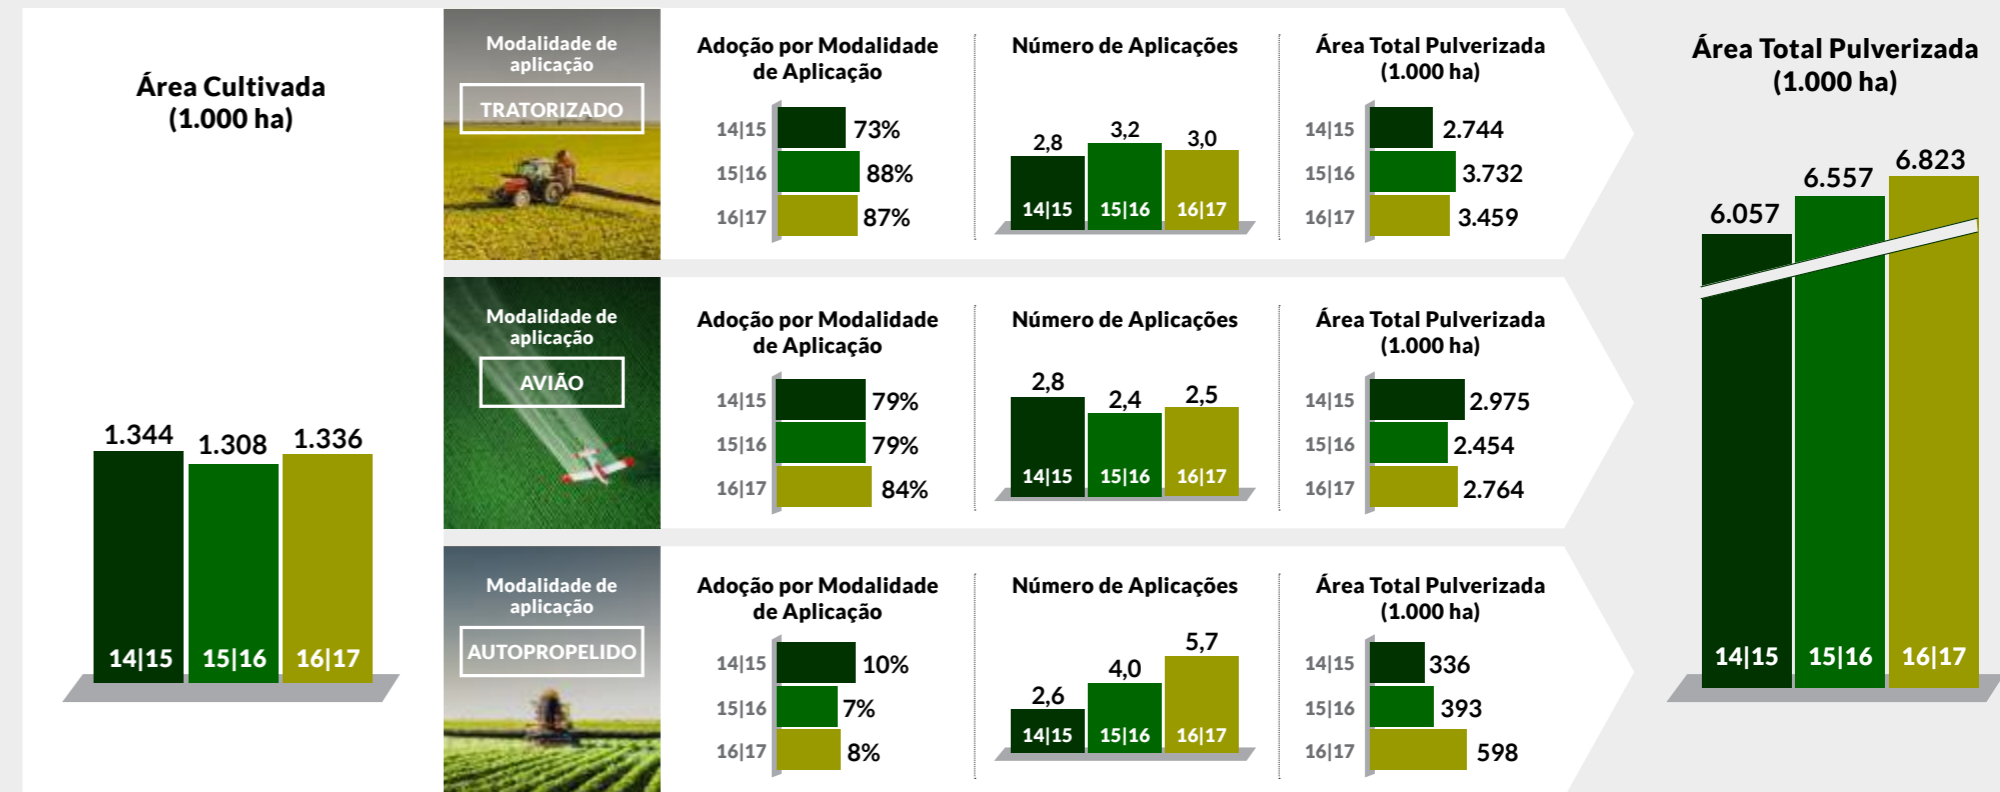 Área Cultivada
(1.000 ha)
1.344
1.308
1.336
14|15
15|16
16|17
Modalidade de
aplicação
TRATORIZADO
Adoção por Modalidade
de Aplicação
14|15 73%
15|16 88%
16|17 87%
Número de Aplicações
2,8
3,2
3,0
14|15
15|16
16|17
Área Total Pulverizada
(1.000 ha)
14|15 2.744
15|16 3.732
16|17 3.459
Modalidade de
aplicação
AVIÃO
Adoção por Modalidade
de Aplicação
14|15 79%
15|16 79%
16|17 84%
Número de Aplicações
2,8
2,4
2,5
14|15
15|16
16|17
Área Total Pulverizada
(1.000 ha)
14|15 2.975
15|16 2.454
16|17 2.764
Modalidade de
aplicação
AUTOPROPELIDO
Adoção por Modalidade
de Aplicação
14|15 10%
15|16 7%
16|17 8%
Número de Aplicações
2,6
4,0
5,7
14|15
15|16
16|17
Área Total Pulverizada
(1.000 ha)
14|15 336
15|16 393
16|17 598
Área Total Pulverizada
(1.000 ha)
6.057
6.557
6.823
14|15
15|16
16|17